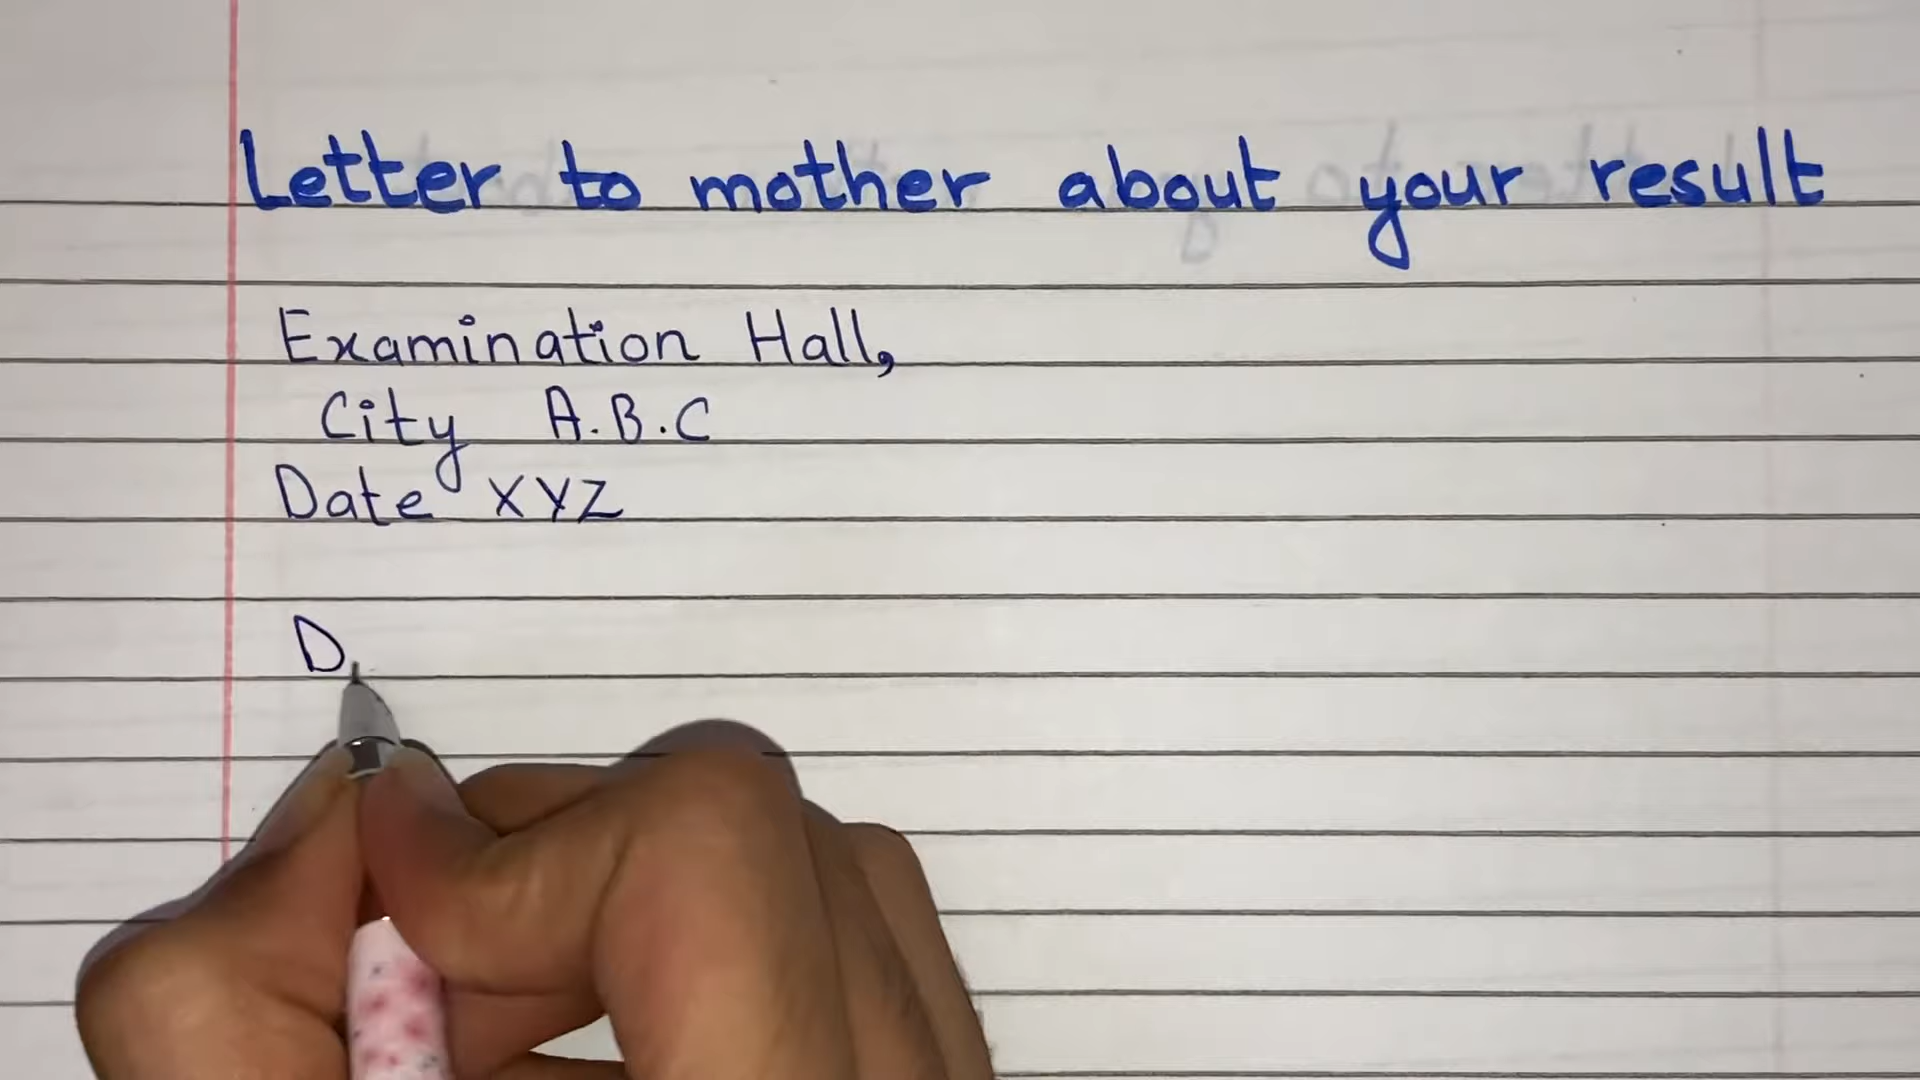 Letter to mother about your result
Examination Hall,
City A.B.C
Date XYZ
D